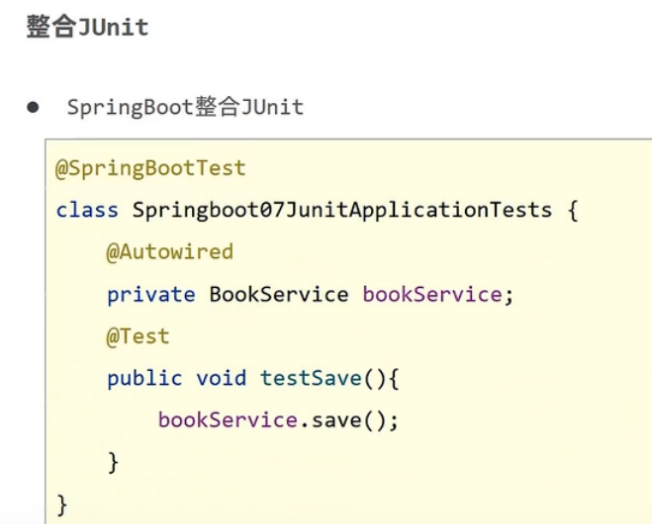 整合JUnit
● SpringBoot整合JUnit
@SpringBootTest
class Springboot07JunitApplicationTests {
    @Autowired
    private BookService bookService;
    @Test
    public void testSave(){
        bookService.save();
    }
}